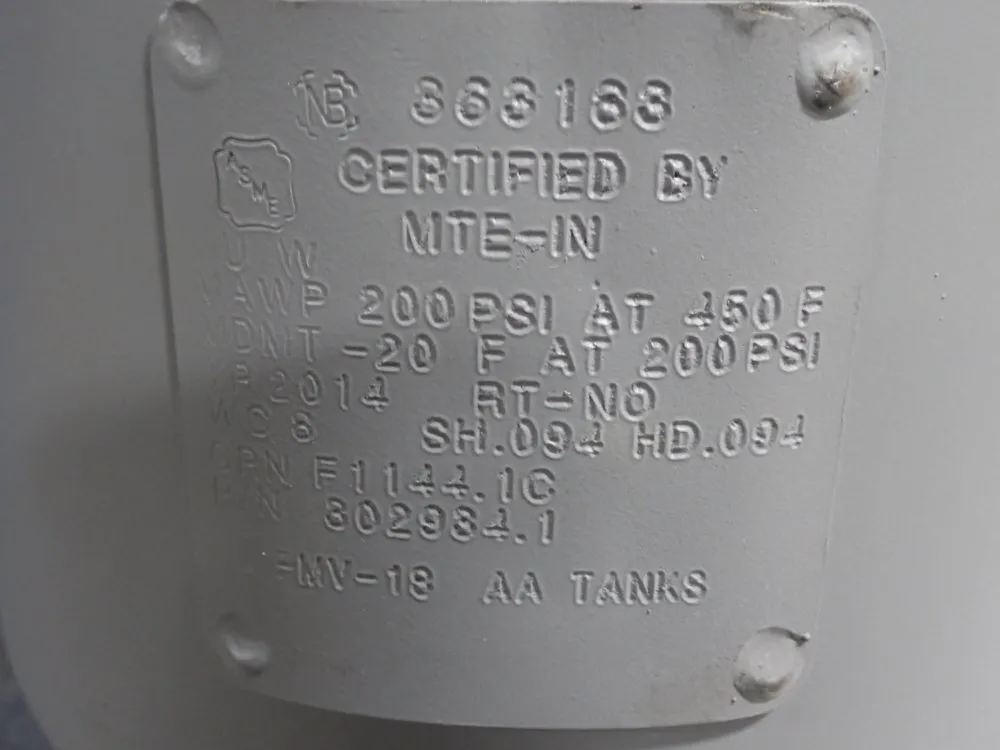 NB 363163
ASME
CERTIFIED BY
MTE-IN
U W
MAWP 200 PSI AT 450 F
MDMT -20 F AT 200 PSI
2014 RT-NO
SH.094 HD.094
F1144.1C
302984.1
-MV-18 AA TANKS